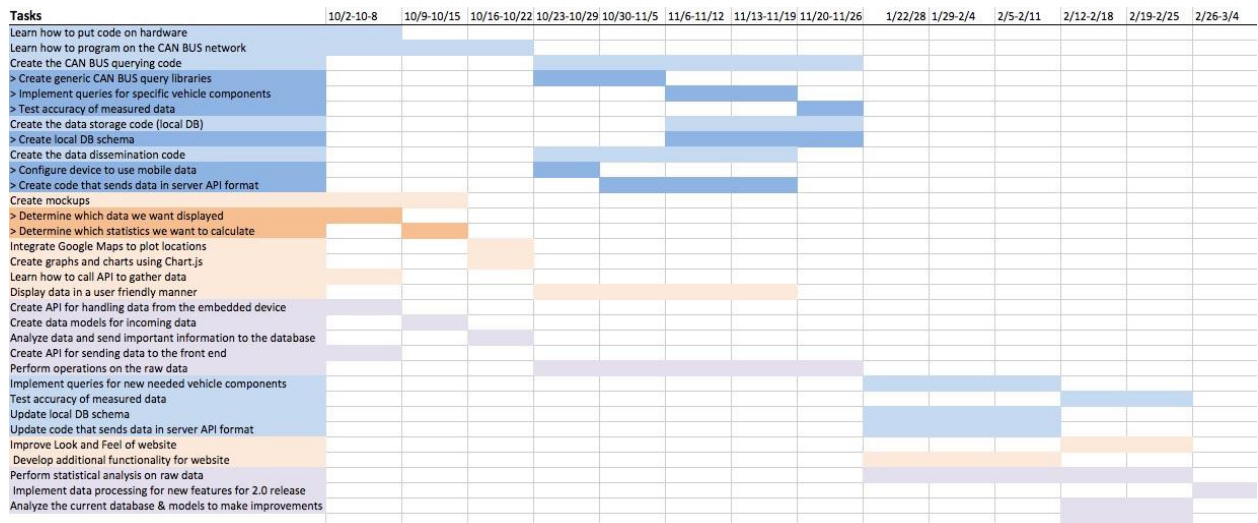 Tasks 10/2-10-8 10/9-10/15 10/16-10/22 10/23-10/29 10/30-11/5 11/6-11/12 11/13-11/19 11/20-11/26 1/22/28 1/29-2/4 2/5-2/11 2/12-2/18 2/19-2/25 2/26-3/4
Learn how to put code on hardware
Learn how to program on the CAN BUS network
Create the CAN BUS querying code
> Create generic CAN BUS query libraries
> Implement queries for specific vehicle components
> Test accuracy of measured data
Create the data storage code (local DB)
> Create local DB schema
Create the data dissemination code
> Configure device to use mobile data
> Create code that sends data in server API format
Create mockups
> Determine which data we want displayed
> Determine which statistics we want to calculate
Integrate Google Maps to plot locations
Create graphs and charts using Chart.js
Learn how to call API to gather data
Display data in a user friendly manner
Create API for handling data from the embedded device
Create data models for incoming data
Analyze data and send important information to the database
Create API for sending data to the front end
Perform operations on the raw data
Implement queries for new needed vehicle components
Test accuracy of measured data
Update local DB schema
Update code that sends data in server API format
Improve Look and Feel of website
Develop additional functionality for website
Perform statistical analysis on raw data
Implement data processing for new features for 2.0 release
Analyze the current database & models to make improvements